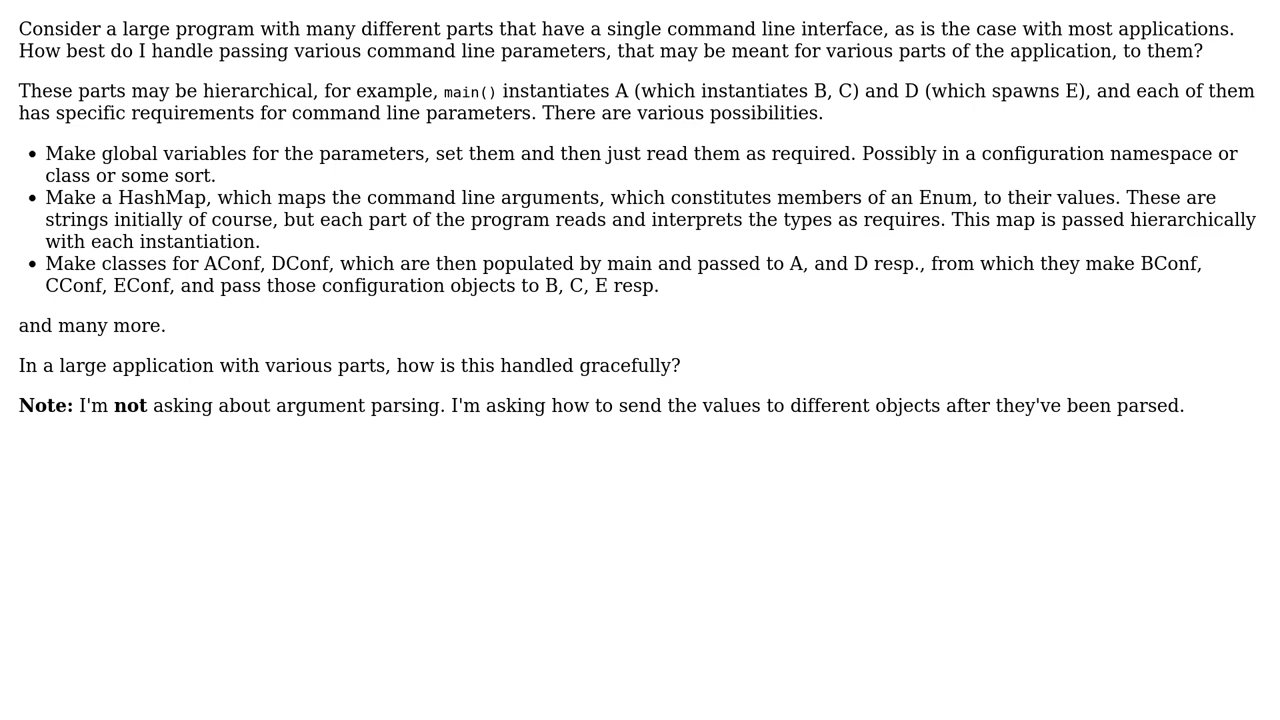 Consider a large program with many different parts that have a single command line interface, as is the case with most applications.
How best do I handle passing various command line parameters, that may be meant for various parts of the application, to them?
These parts may be hierarchical, for example, main() instantiates A (which instantiates B, C) and D (which spawns E), and each of them
has specific requirements for command line parameters. There are various possibilities.
• Make global variables for the parameters, set them and then just read them as required. Possibly in a configuration namespace or
class or some sort.
• Make a HashMap, which maps the command line arguments, which constitutes members of an Enum, to their values. These are
strings initially of course, but each part of the program reads and interprets the types as requires. This map is passed hierarchically
with each instantiation.
• Make classes for AConf, DConf, which are then populated by main and passed to A, and D resp., from which they make BConf,
CConf, EConf, and pass those configuration objects to B, C, E resp.
and many more.
In a large application with various parts, how is this handled gracefully?
Note: I'm not asking about argument parsing. I'm asking how to send the values to different objects after they've been parsed.